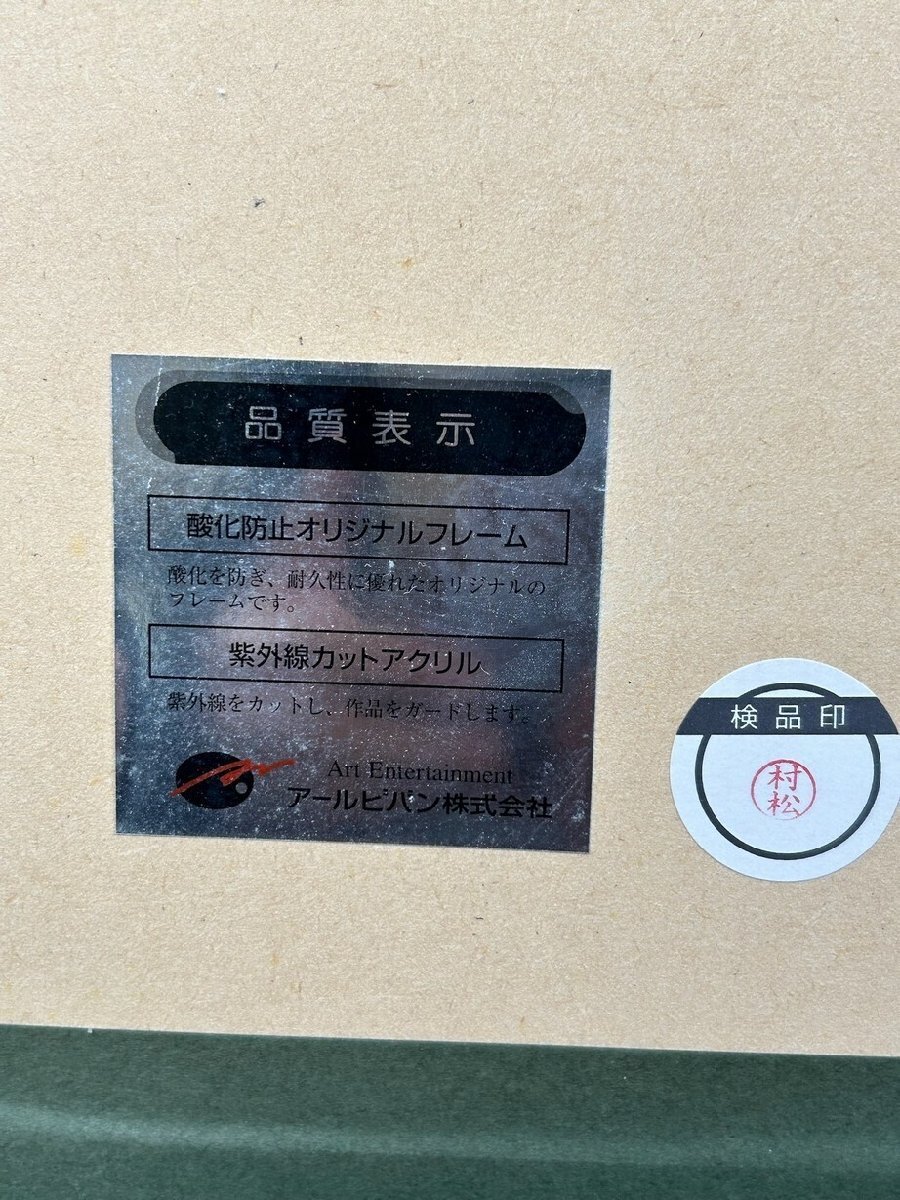 品質表示
酸化防止オリジナルフレーム
酸化を防ぎ、耐久性に優れたオリジナルの
フレームです。
紫外線カットアクリル
紫外線をカットし、作品をガードします。
Art Entertainment
アールビバン株式会社
検品印
村松